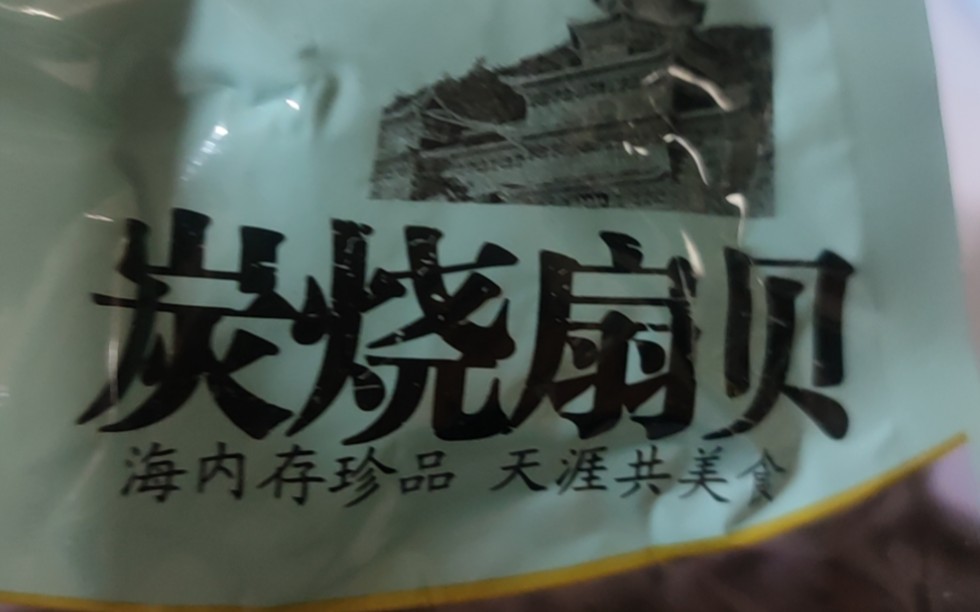 炭烧扇贝
海内存珍品 天涯共美食